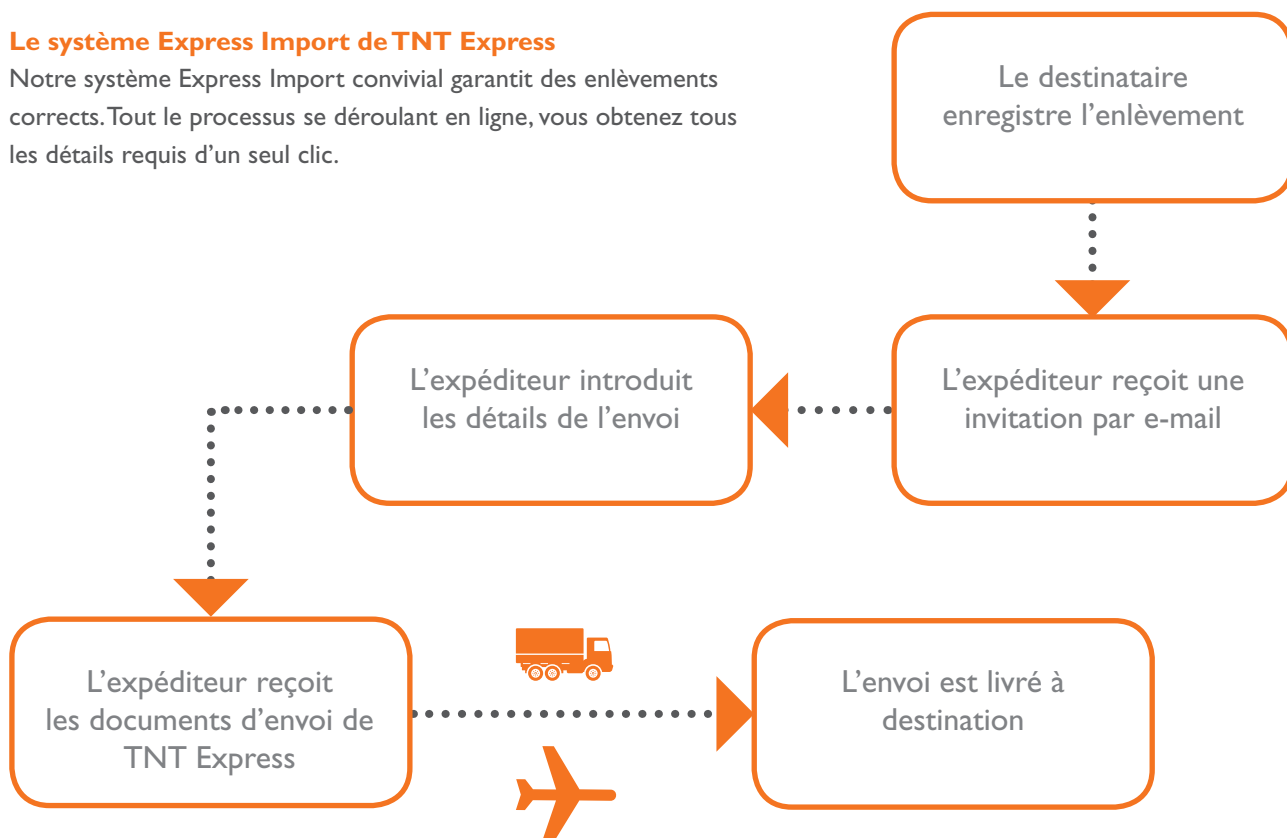 Le système Express Import de TNT Express
Notre système Express Import convivial garantit des enlèvements
corrects. Tout le processus se déroulant en ligne, vous obtenez tous
les détails requis d’un seul clic.
Le destinataire
enregistre l’enlèvement
L’expéditeur reçoit une
invitation par e-mail
L’expéditeur introduit
les détails de l’envoi
L’expéditeur reçoit
les documents d’envoi de
TNT Express
L’envoi est livré à
destination